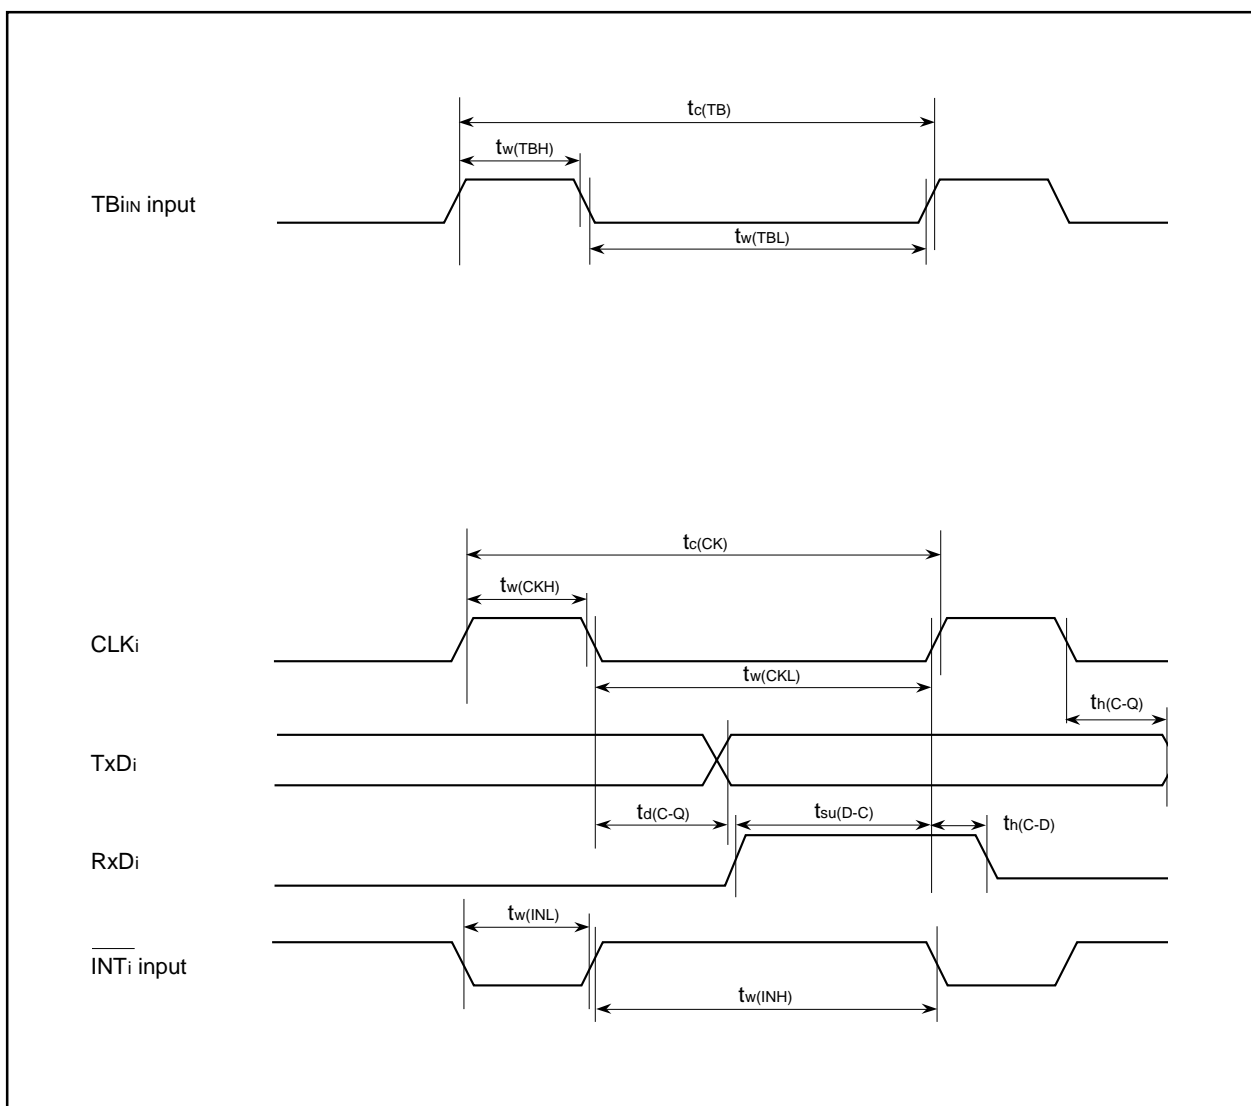 tc(TB)
tw(TBH)
TBiIN input
tw(TBL)
tc(CK)
tw(CKH)
CLKi
tw(CKL)
th(C-Q)
TxDi
td(C-Q)
tsu(D-C)
th(C-D)
RxDi
tw(INL)
INTi input
tw(INH)